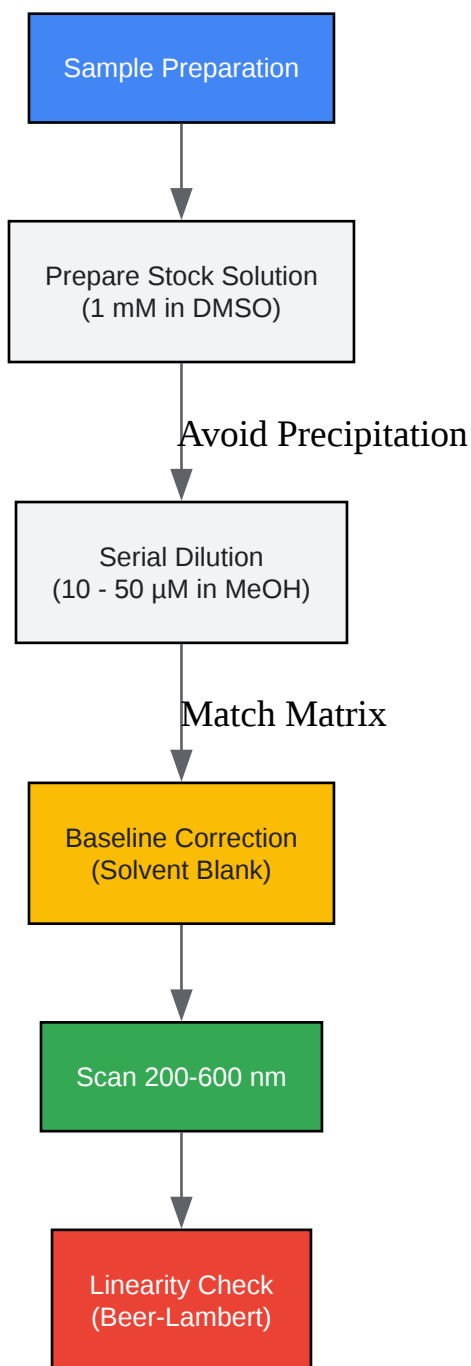 Sample Preparation
Prepare Stock Solution
(1 mM in DMSO)
Avoid Precipitation
Serial Dilution
(10 - 50 µM in MeOH)
Match Matrix
Baseline Correction
(Solvent Blank)
Scan 200-600 nm
Linearity Check
(Beer-Lambert)